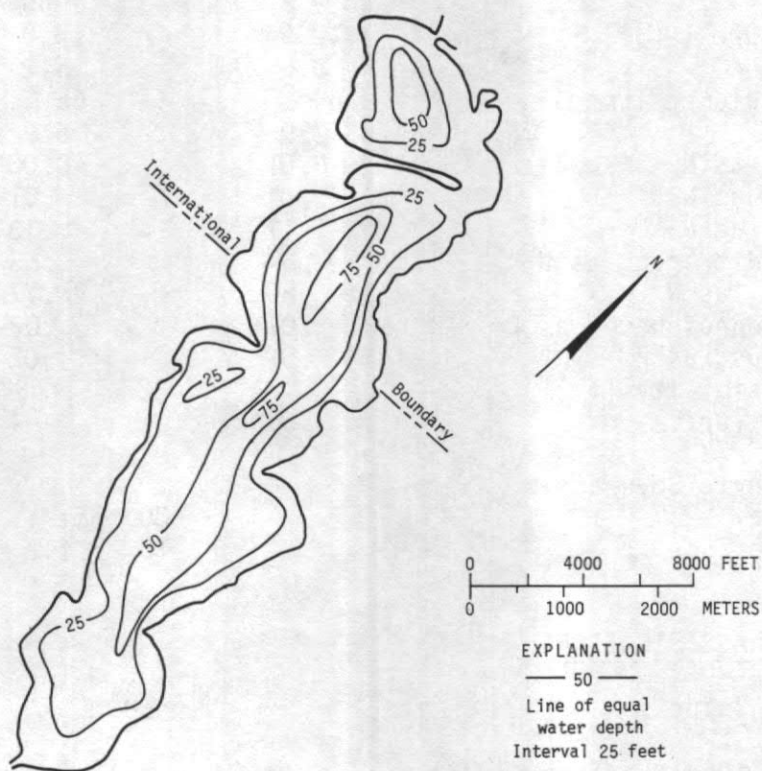 50
25
International
25
50
75
N
25
75
Boundary
50
25
0 4000 8000 FEET
0 1000 2000 METERS
EXPLANATION
50
Line of equal
water depth
Interval 25 feet